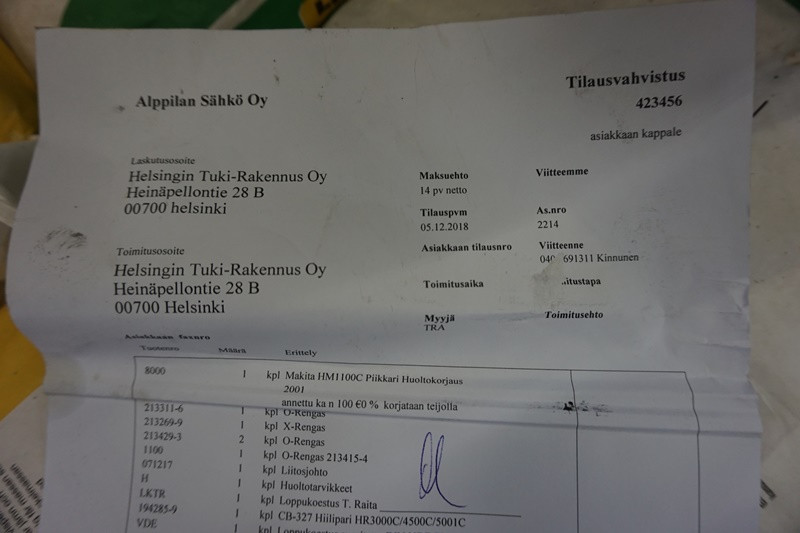 Alppilan Sähkö Oy
Tilausvahvistus
423456
asiakkaan kappale
Laskutusosoite
Helsingin Tuki-Rakennus Oy
Heinäpellontie 28 B
00700 helsinki
Maksuehto
Viitteemme
14 pv netto
Tilauspvm
As.nro
05.12.2018
2214
Toimitusosoite
Helsingin Tuki-Rakennus Oy
Heinäpellontie 28 B
00700 Helsinki
Asiakkaan tilausnro
Viitteenne
691311 Kinnunen
Toimitusaika
Myyjä
Toimitusehto
TRA
Asiakkaan faxnro
Tuotenro Määrä Erittely
8000 1 kpl Makita HM1100C Piikkari Huoltokorjaus
2001
annettu ka n 100 €0 % korjataan teijolla
213311-6 1 kpl O-Rengas
213269-9 1 kpl X-Rengas
213429-3 2 kpl O-Rengas
1100 1 kpl O-Rengas 213415-4
071217 1 kpl Liitosjohto
H 1 kpl Huoltotarvikkeet
LKTR 1 kpl Loppukoestus T. Raita
194285-9 1 kpl CB-327 Hiilipari HR3000C/4500C/5001C
VDE 1 kpl